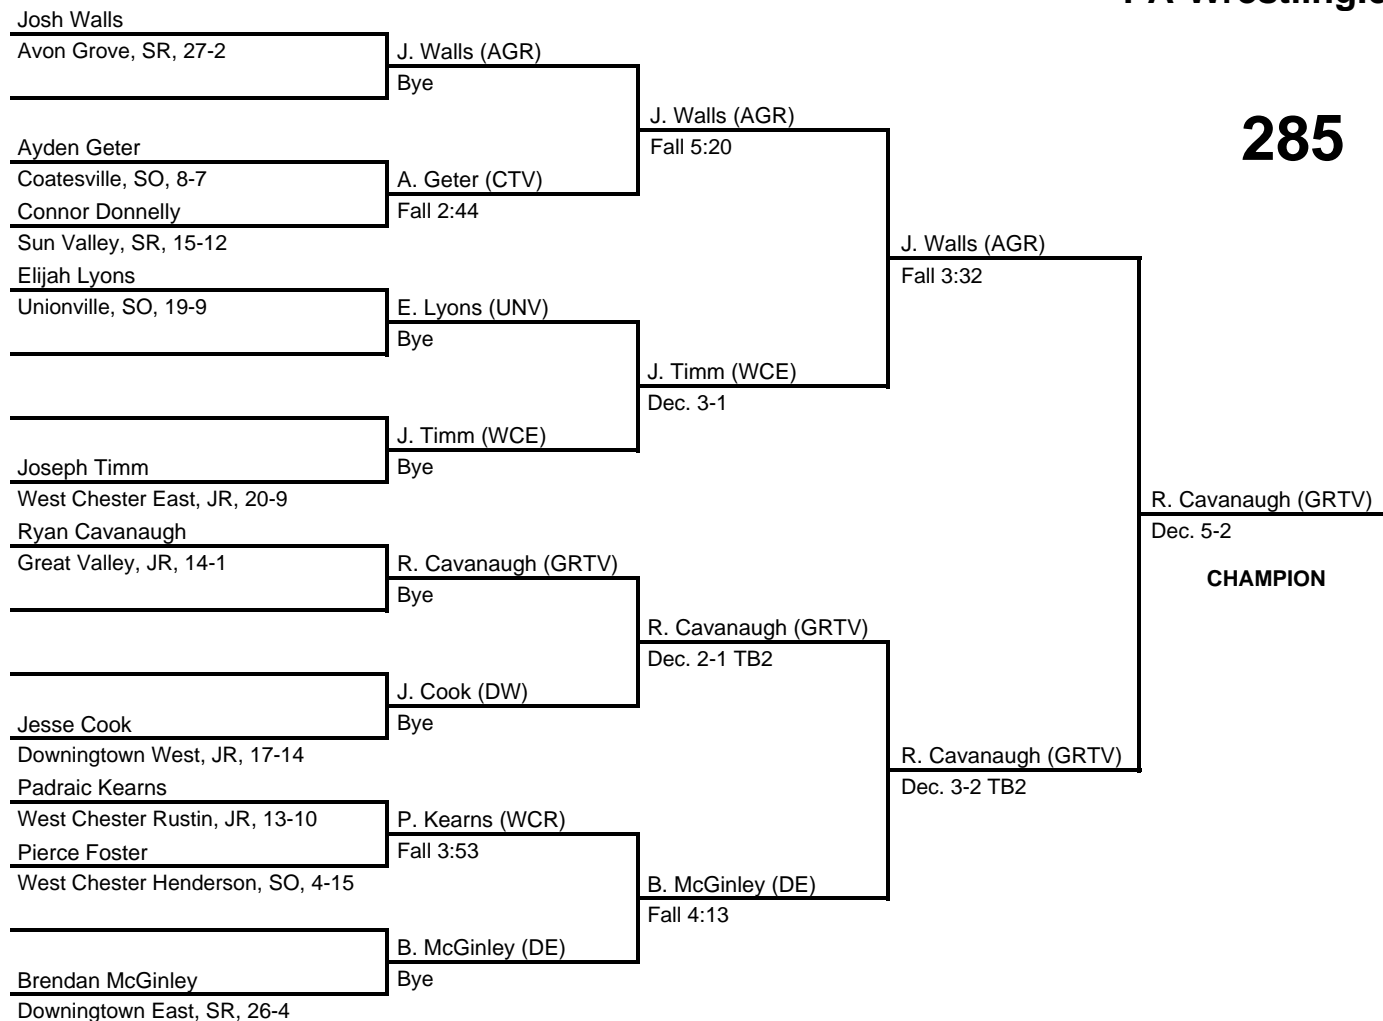 Josh Walls
Avon Grove, SR, 27-2
J. Walls (AGR)
Bye
J. Walls (AGR)
Fall 5:20
285
Ayden Geter
Coatesville, SO, 8-7
A. Geter (CTV)
Connor Donnelly
Fall 2:44
Sun Valley, SR, 15-12
J. Walls (AGR)
Fall 3:32
Elijah Lyons
Unionville, SO, 19-9
E. Lyons (UNV)
Bye
J. Timm (WCE)
Dec. 3-1
J. Timm (WCE)
Joseph Timm
Bye
West Chester East, JR, 20-9
R. Cavanaugh (GRTV)
Dec. 5-2
CHAMPION
Ryan Cavanaugh
Great Valley, JR, 14-1
R. Cavanaugh (GRTV)
Bye
R. Cavanaugh (GRTV)
Dec. 2-1 TB2
J. Cook (DW)
Jesse Cook
Bye
Downingtown West, JR, 17-14
R. Cavanaugh (GRTV)
Dec. 3-2 TB2
Padraic Kearns
West Chester Rustin, JR, 13-10
P. Kearns (WCR)
Pierce Foster
Fall 3:53
West Chester Henderson, SO, 4-15
B. McGinley (DE)
Fall 4:13
B. McGinley (DE)
Brendan McGinley
Bye
Downingtown East, SR, 26-4